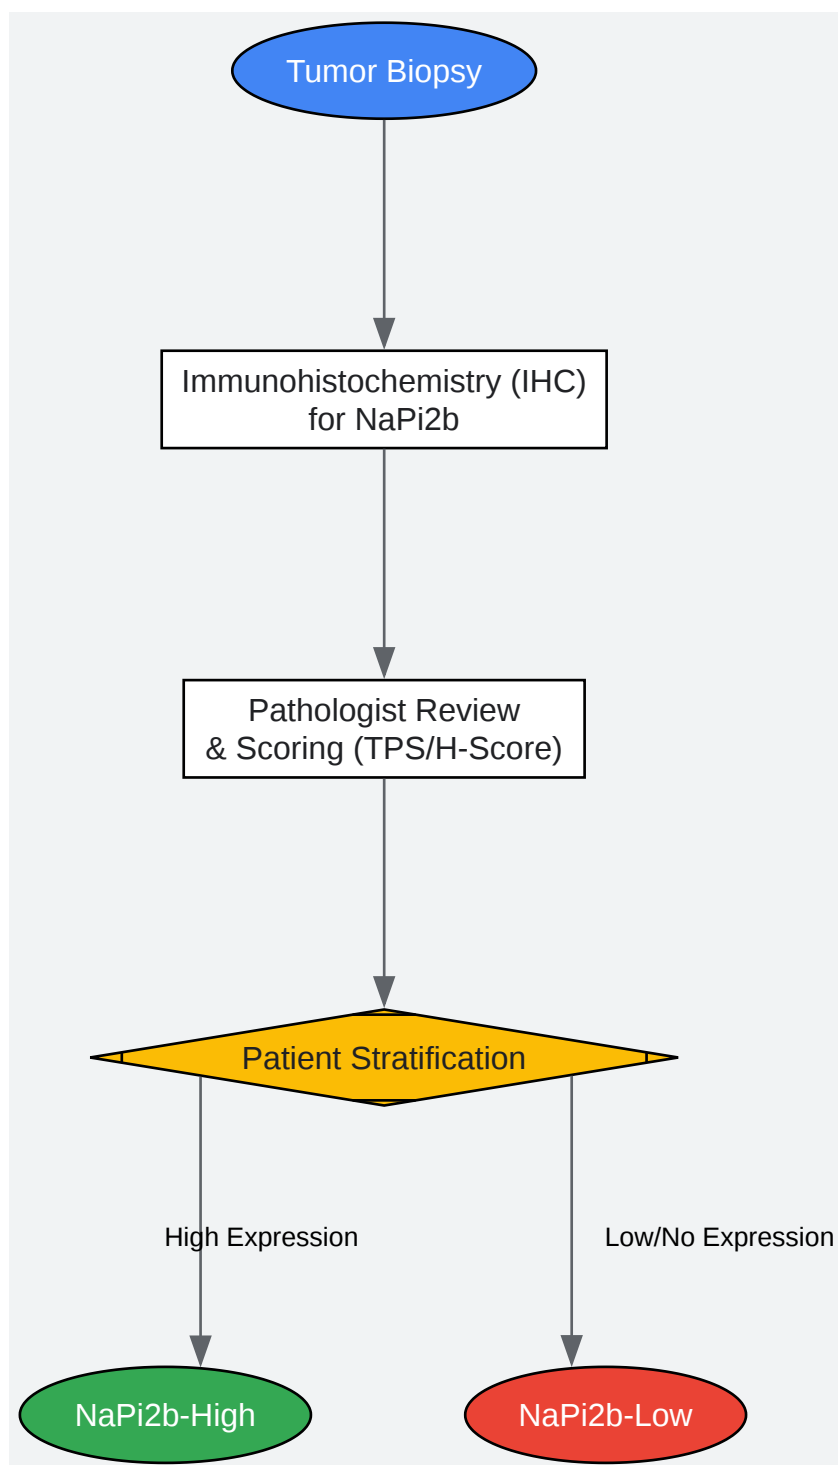 Tumor Biopsy
Immunohistochemistry (IHC)
for NaPi2b
Pathologist Review
& Scoring (TPS/H-Score)
Patient Stratification
High Expression
Low/No Expression
NaPi2b-High
NaPi2b-Low